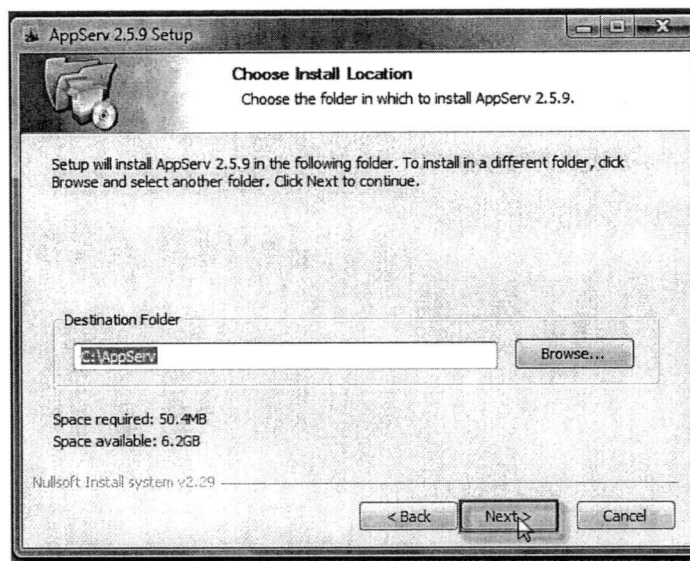 AppServ 2.5.9 Setup
Choose Install Location
Choose the folder in which to install AppServ 2.5.9.
Setup will install AppServ 2.5.9 in the following folder. To install in a different folder, click
Browse and select another folder. Click Next to continue.
Destination Folder
C:\AppServ
Browse...
Space required: 50.4MB
Space available: 6.2GB
Nullsoft Install system v2.29
< Back
Next >
Cancel